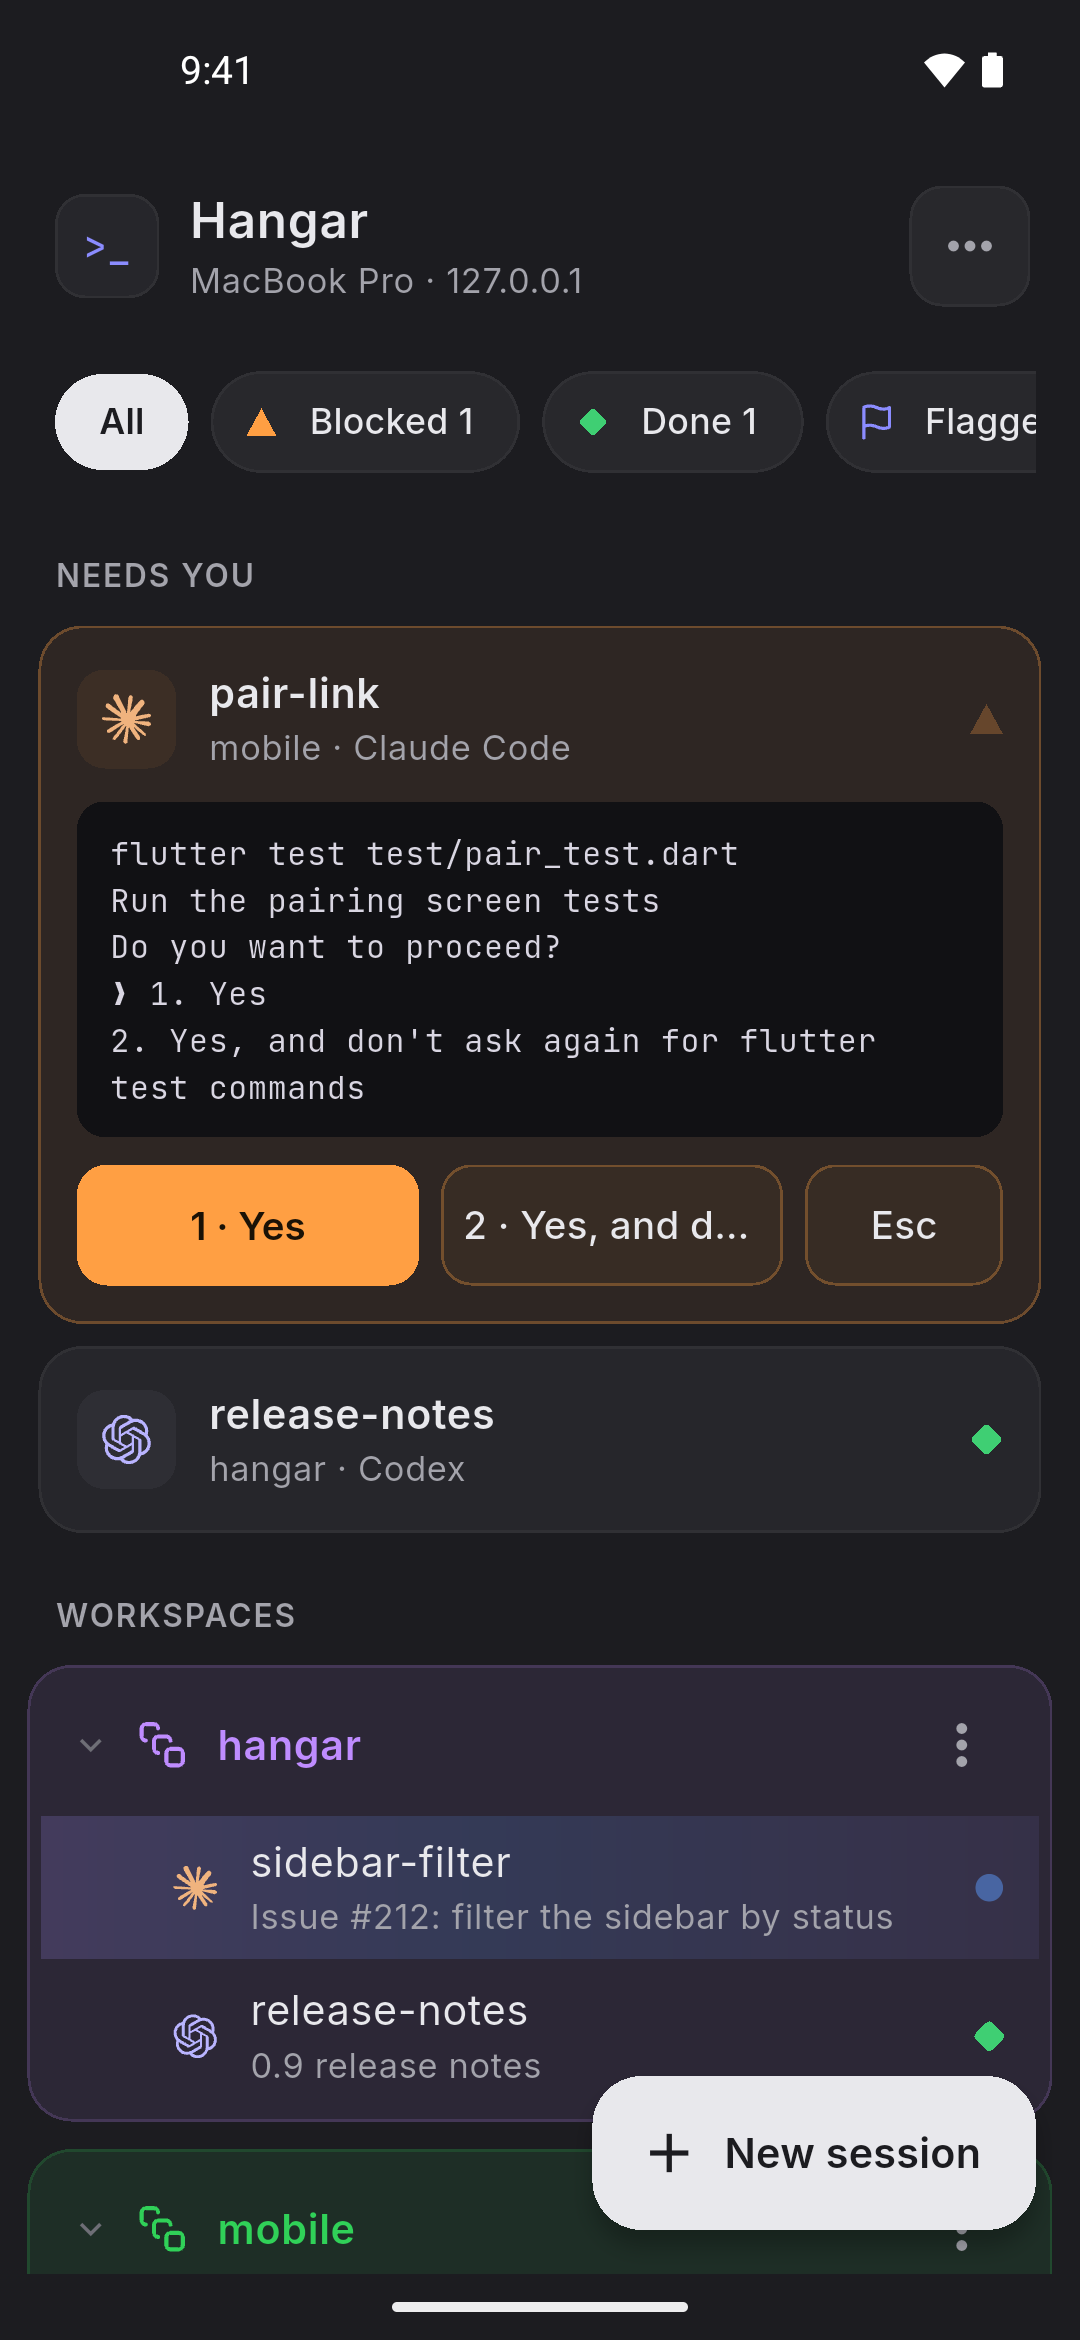 9:41
>_
Hangar
MacBook Pro · 127.0.0.1
All
Blocked 1
Done 1
Flagge
NEEDS YOU
pair-link
mobile · Claude Code
flutter test test/pair_test.dart
Run the pairing screen tests
Do you want to proceed?
❯ 1. Yes
2. Yes, and don't ask again for flutter
test commands
1 · Yes
2 · Yes, and d...
Esc
release-notes
hangar · Codex
WORKSPACES
hangar
sidebar-filter
Issue #212: filter the sidebar by status
release-notes
0.9 release notes
New session
mobile